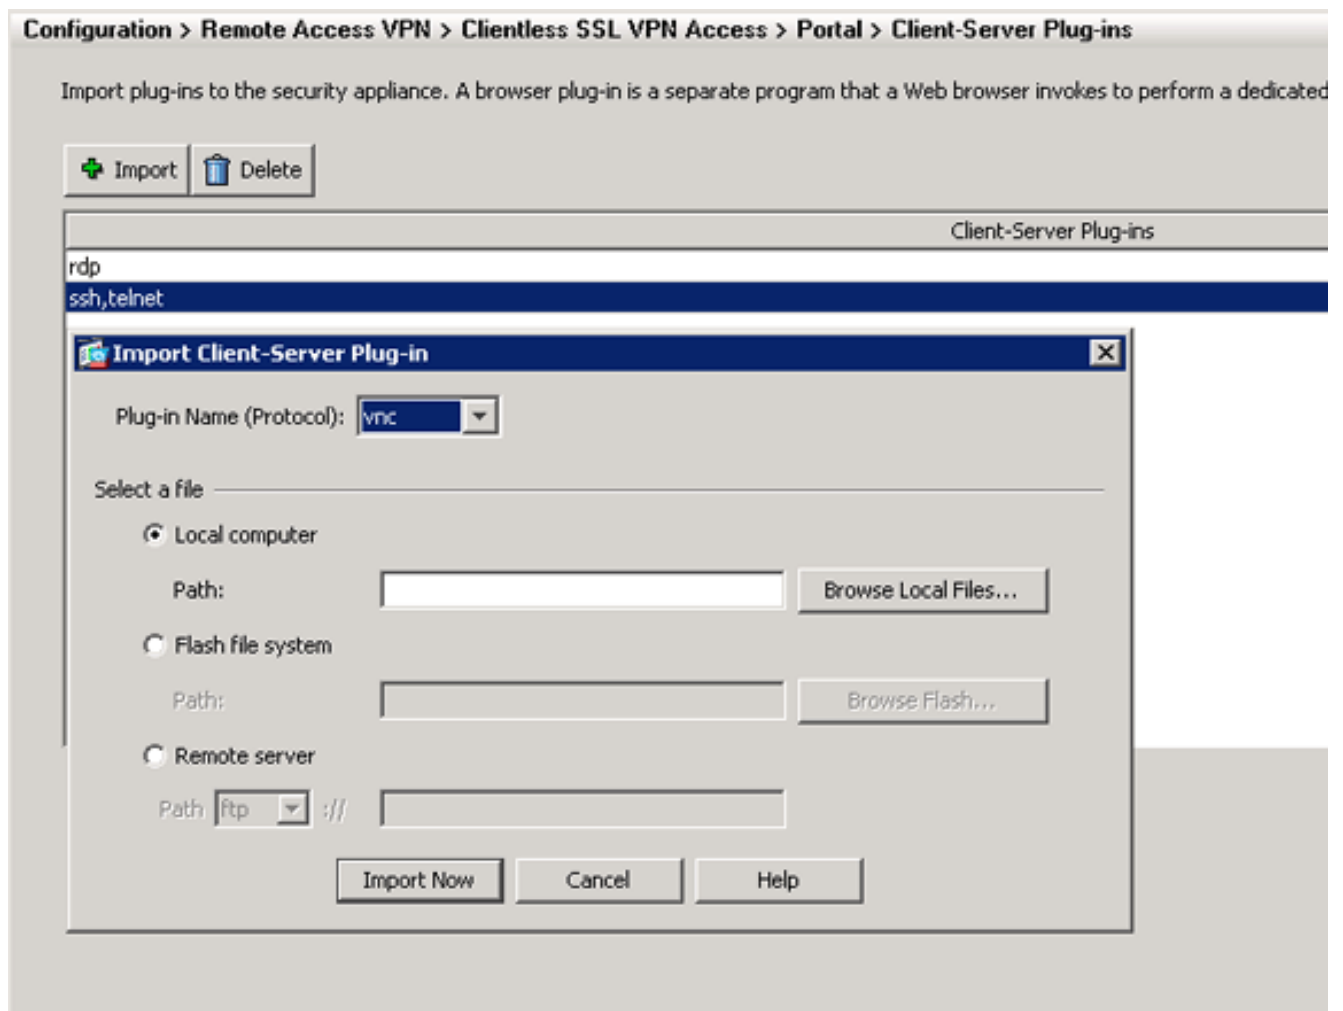 Configuration > Remote Access VPN > Clientless SSL VPN Access > Portal > Client-Server Plug-ins
Import plug-ins to the security appliance. A browser plug-in is a separate program that a Web browser invokes to perform a dedicated
Import Delete
Client-Server Plug-ins
rdp
ssh,telnet
Import Client-Server Plug-in
Plug-in Name (Protocol): vnc
Select a file
Local computer
Path: Browse Local Files...
Flash file system
Path: Browse Flash...
Remote server
Path ftp ://
Import Now Cancel Help